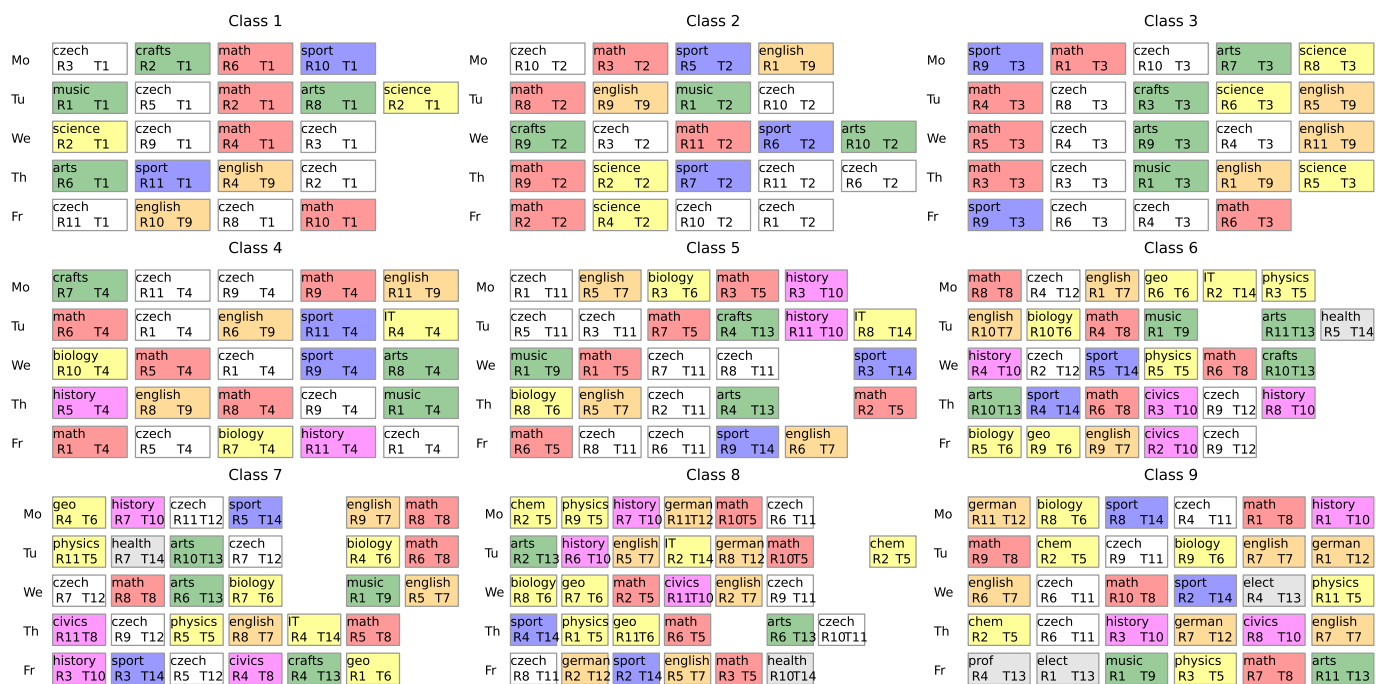 Class 1
Mo
czech crafts math sport
R3 T1 R2 T1 R6 T1 R10 T1
Tu
music czech math arts science
R1 T1 R5 T1 R2 T1 R8 T1 R2 T1
We
science czech math czech
R2 T1 R9 T1 R4 T1 R3 T1
Th
arts sport english czech
R6 T1 R11 T1 R4 T9 R2 T1
Fr
czech english czech math
R11 T1 R10 T9 R8 T1 R10 T1
Class 2
Mo
czech math sport english
R10 T2 R3 T2 R5 T2 R1 T9
Tu
math english music czech
R8 T2 R9 T9 R1 T2 R10 T2
We
crafts czech math sport arts
R9 T2 R3 T2 R11 T2 R6 T2 R10 T2
Th
math science sport czech czech
R9 T2 R2 T2 R7 T2 R11 T2 R6 T2
Fr
math science czech czech
R2 T2 R4 T2 R10 T2 R1 T2
Class 3
Mo
sport math czech arts science
R9 T3 R1 T3 R10 T3 R7 T3 R8 T3
Tu
math czech crafts science english
R4 T3 R8 T3 R3 T3 R6 T3 R5 T9
We
math czech arts czech english
R5 T3 R4 T3 R9 T3 R4 T3 R11 T9
Th
math czech music english science
R3 T3 R3 T3 R1 T3 R1 T9 R5 T3
Fr
sport czech czech math
R9 T3 R6 T3 R4 T3 R6 T3
Class 4
Mo
crafts czech czech math english
R7 T4 R11 T4 R9 T4 R9 T4 R11 T9
Tu
math czech english sport IT
R6 T4 R1 T4 R6 T9 R11 T4 R4 T4
We
biology math czech sport arts
R10 T4 R5 T4 R1 T4 R9 T4 R8 T4
Th
history english math czech music
R5 T4 R8 T9 R8 T4 R9 T4 R1 T4
Fr
math czech biology history czech
R1 T4 R5 T4 R7 T4 R11 T4 R1 T4
Class 5
Mo
czech english biology math history
R1 T11 R5 T7 R3 T6 R3 T5 R3 T10
Tu
czech czech math crafts history IT
R5 T11 R3 T11 R7 T5 R4 T13 R11 T10 R8 T14
We
music math czech czech sport
R1 T9 R1 T5 R7 T11 R8 T11 R3 T14
Th
biology english czech arts math
R8 T6 R5 T7 R2 T11 R4 T13 R2 T5
Fr
math czech czech sport english
R6 T5 R8 T11 R6 T11 R9 T14 R6 T7
Class 6
Mo
math czech english geo IT physics
R8 T8 R4 T12 R1 T7 R6 T6 R2 T14 R3 T5
Tu
english biology math music arts health
R10 T7 R10 T6 R4 T8 R1 T9 R11 T13 R5 T14
We
history czech sport physics math crafts
R4 T10 R2 T12 R5 T14 R5 T5 R6 T8 R10 T13
Th
arts sport math civics czech history
R10 T13 R4 T14 R6 T8 R3 T10 R9 T12 R8 T10
Fr
biology geo english civics czech
R5 T6 R9 T6 R9 T7 R2 T10 R9 T12
Class 7
Mo
geo history czech sport english math
R4 T6 R7 T10 R11 T12 R5 T14 R9 T7 R8 T8
Tu
physics health arts czech biology math
R11 T5 R7 T14 R10 T13 R7 T12 R4 T6 R6 T8
We
czech math arts biology music english
R7 T12 R8 T8 R6 T13 R7 T6 R1 T9 R5 T7
Th
civics czech physics english IT math
R11 T8 R9 T12 R5 T5 R8 T7 R4 T14 R5 T8
Fr
history sport czech civics crafts geo
R3 T10 R3 T14 R5 T12 R4 T8 R4 T13 R1 T6
Class 8
Mo
chem physics history german math czech
R2 T5 R9 T5 R7 T10 R11 T12 R10 T5 R6 T11
Tu
arts history english IT german math chem
R2 T13 R6 T10 R5 T7 R2 T14 R8 T12 R10 T5 R2 T5
We
biology geo math civics english czech
R8 T6 R7 T6 R2 T5 R11 T10 R2 T7 R9 T11
Th
sport physics geo math arts czech
R4 T14 R1 T5 R11 T6 R6 T5 R6 T13 R10 T11
Fr
czech german sport english math health
R8 T11 R2 T12 R2 T14 R5 T7 R3 T5 R10 T14
Class 9
Mo
german biology sport czech math history
R11 T12 R8 T6 R8 T14 R4 T11 R1 T8 R1 T10
Tu
math chem czech biology english german
R9 T8 R2 T5 R9 T11 R9 T6 R7 T7 R1 T12
We
english czech math sport elect physics
R6 T7 R6 T11 R10 T8 R2 T14 R4 T13 R11 T5
Th
chem czech history german civics english
R2 T5 R6 T11 R3 T10 R7 T12 R8 T10 R7 T7
Fr
prof elect music physics math arts
R4 T13 R1 T13 R1 T9 R3 T5 R7 T8 R11 T13